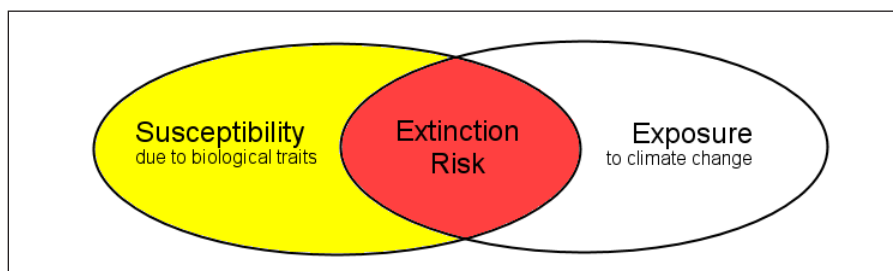 Susceptibility
due to biological traits
Extinction
Risk
Exposure
to climate change